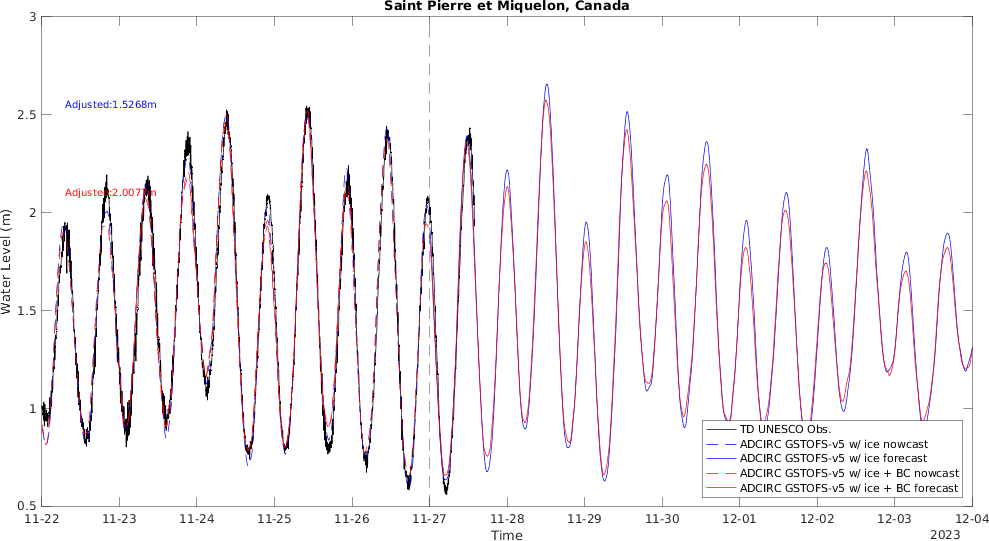 Saint Pierre et Miquelon, Canada
3
2.5
2
1.5
1
0.5
Water Level (m)
Adjusted:1.5268m
Adjusted:2.0077m
TD UNESCO Obs.
ADCIRC GSTOFS-v5 w/ ice nowcast
ADCIRC GSTOFS-v5 w/ ice forecast
ADCIRC GSTOFS-v5 w/ ice + BC nowcast
ADCIRC GSTOFS-v5 w/ ice + BC forecast
11-22 11-23 11-24 11-25 11-26 11-27 11-28 11-29 11-30 12-01 12-02 12-03 12-04
Time
2023